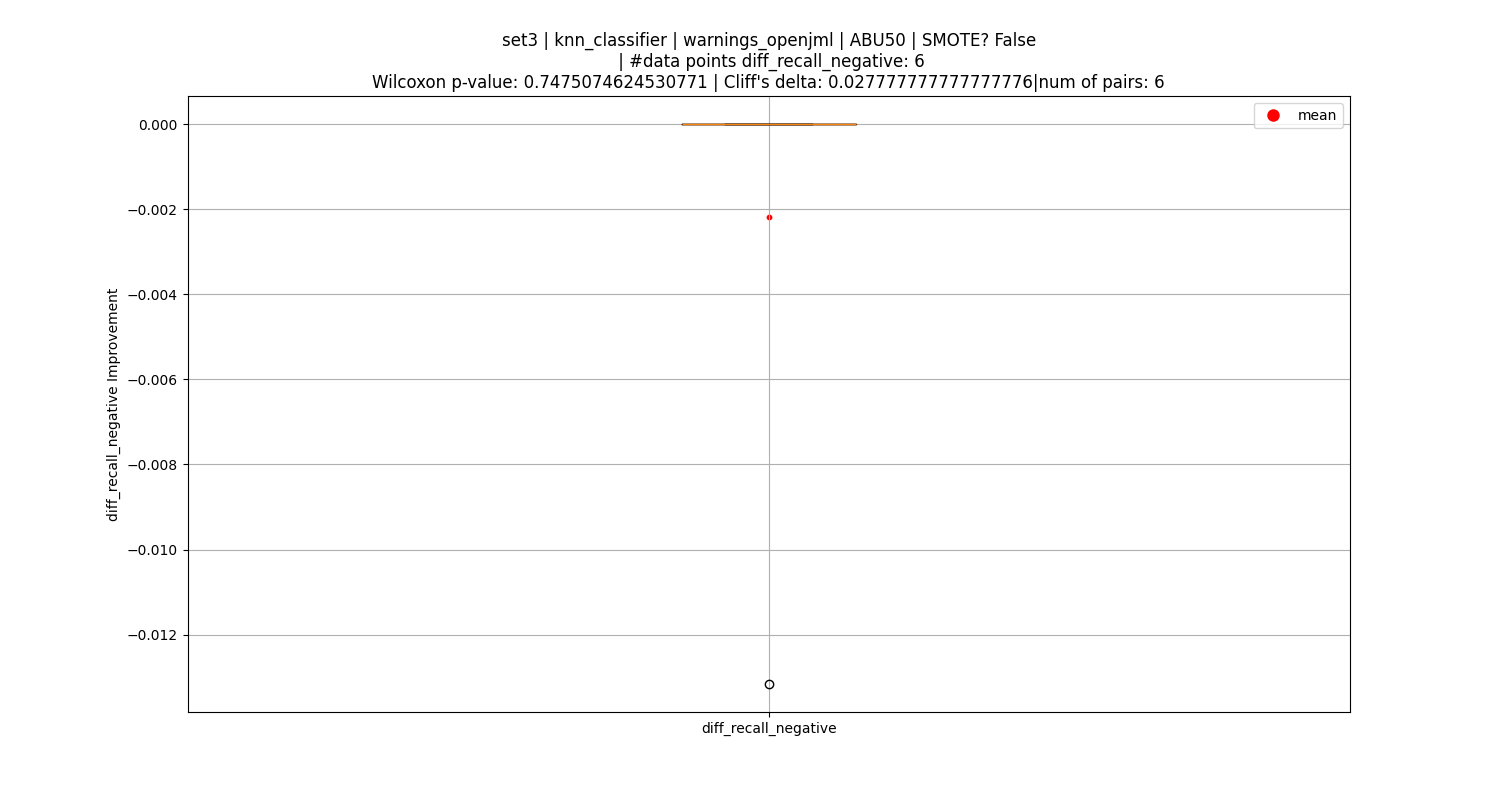 set3 | knn_classifier | warnings_openjml | ABU50 | SMOTE? False
| #data points diff_recall_negative: 6
Wilcoxon p-value: 0.7475074624530771 | Cliff's delta: 0.027777777777777776|num of pairs: 6
mean
0.000
−0.002
−0.004
−0.006
−0.008
−0.010
−0.012
diff_recall_negative Improvement
diff_recall_negative